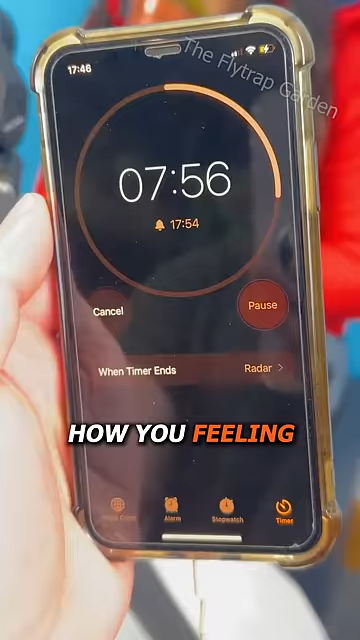 The Flytrap Garden
17:46
07:56
17:54
Cancel
Pause
When Timer Ends
Radar
HOW YOU FEELING
Alarm
Stopwatch
Timer